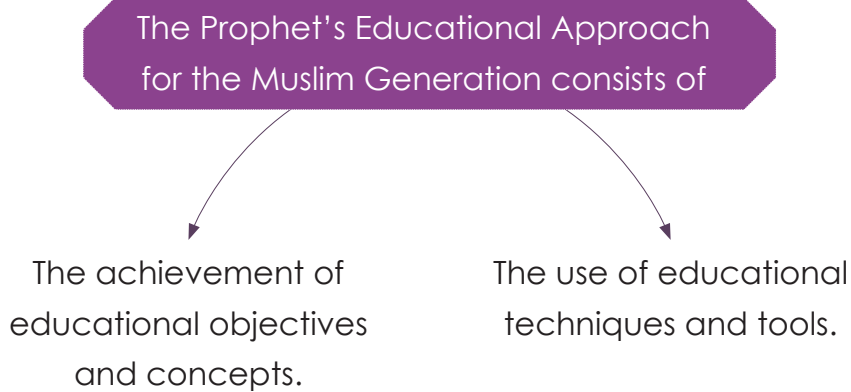 The Prophet’s Educational Approach
for the Muslim Generation consists of
The achievement of
educational objectives
and concepts.
The use of educational
techniques and tools.